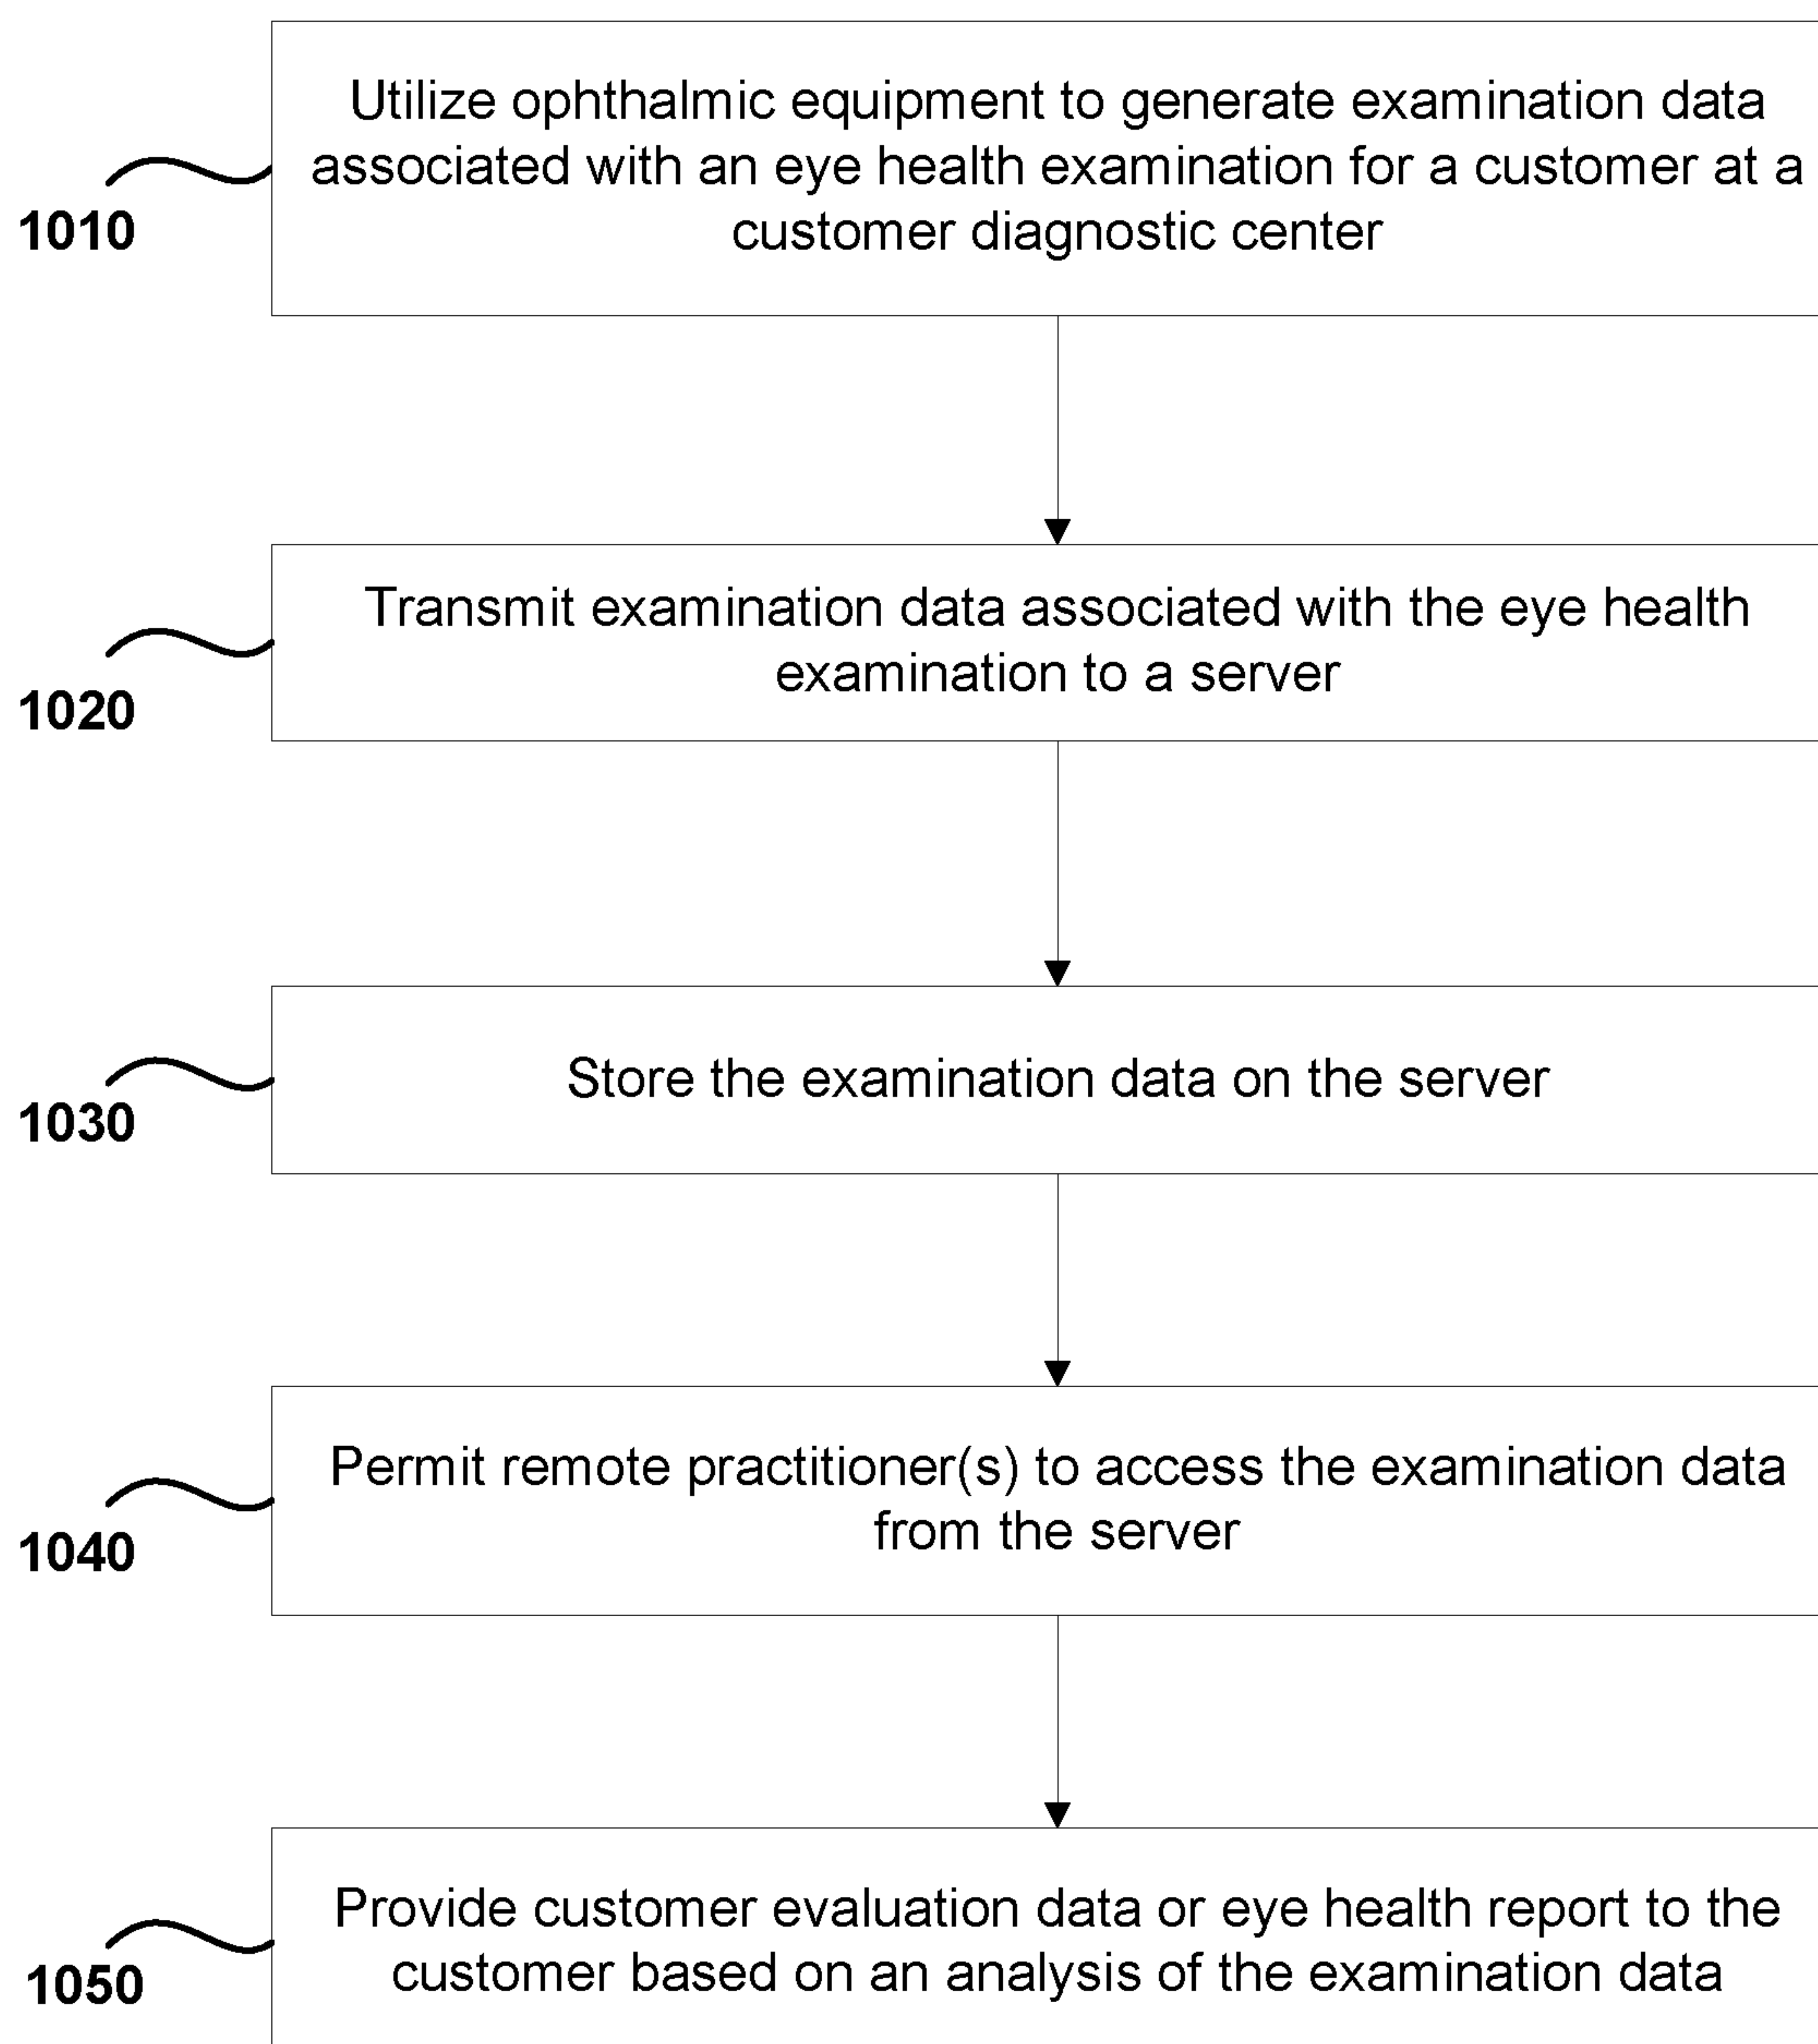 Utilize ophthalmic equipment to generate examination data
associated with an eye health examination for a customer at a
customer diagnostic center
1010
Transmit examination data associated with the eye health
examination to a server
1020
Store the examination data on the server
1030
Permit remote practitioner(s) to access the examination data
from the server
1040
Provide customer evaluation data or eye health report to the
customer based on an analysis of the examination data
1050